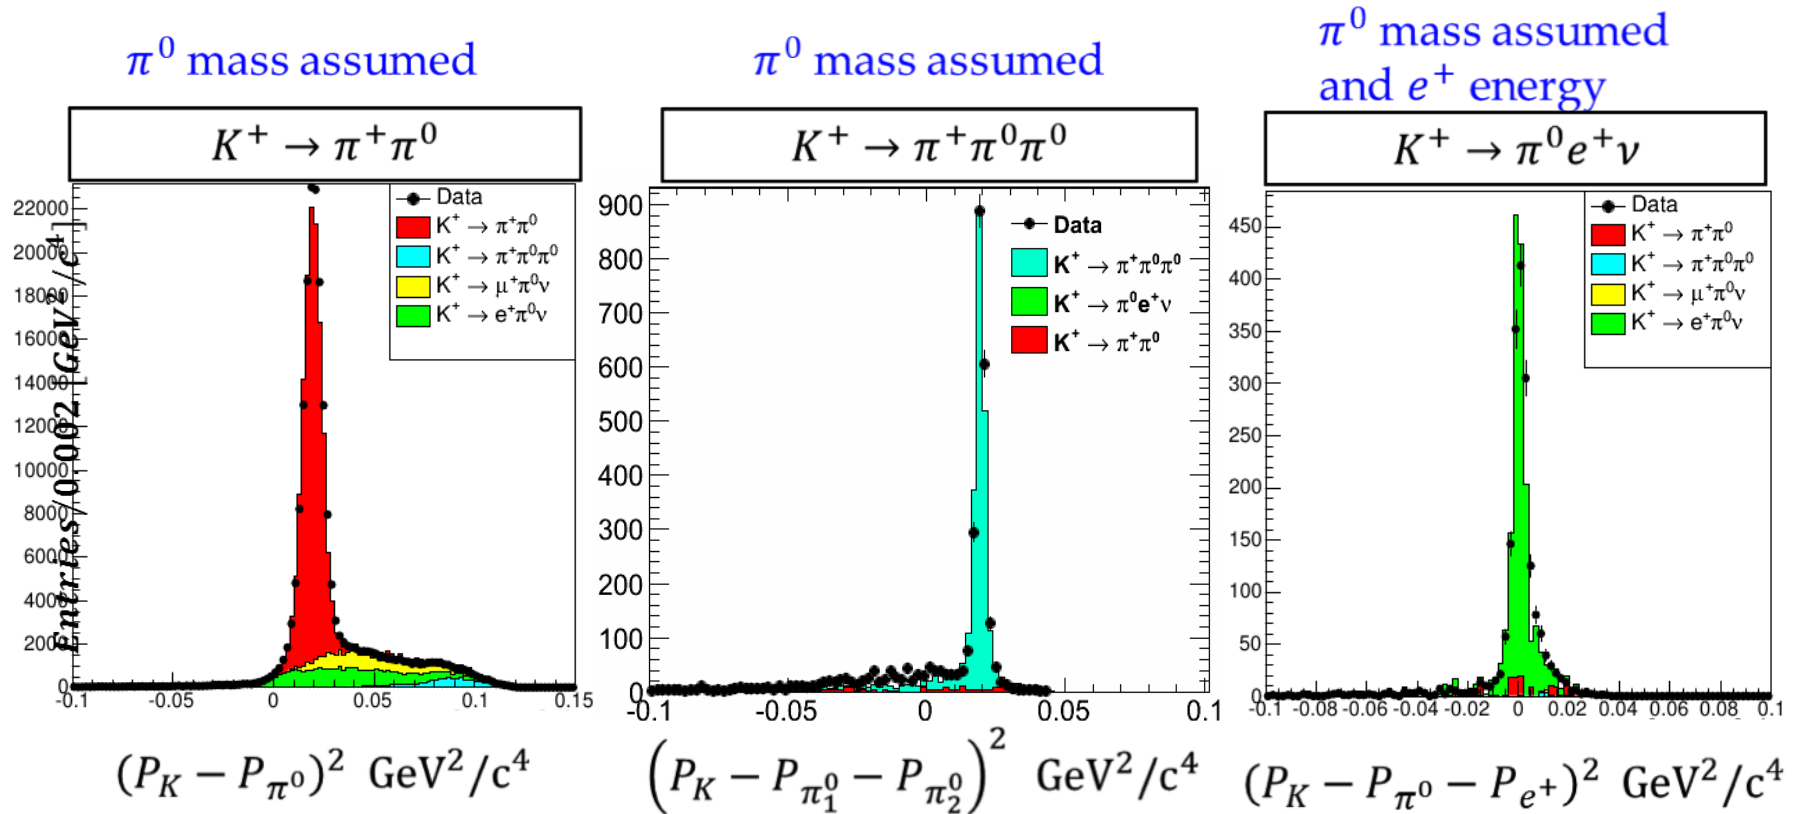 π⁰ mass assumed
K⁺ → π⁺π⁰
Entries/0.002 [GeV²/c⁴]
22000
20000
18000
16000
14000
12000
10000
8000
6000
4000
2000
0
-0.1 -0.05 0 0.05 0.10 0.15
Data
K⁺ → π⁺π⁰
K⁺ → π⁺π⁰π⁰
K⁺ → μ⁺π⁰ν
K⁺ → e⁺π⁰ν
(P_K − P_π⁰)² GeV²/c⁴
π⁰ mass assumed
K⁺ → π⁺π⁰π⁰
900
800
700
600
500
400
300
200
100
0
-0.1 -0.05 0 0.05 0.1
Data
K⁺ → π⁺π⁰π⁰
K⁺ → π⁰e⁺ν
K⁺ → π⁺π⁰
(P_K − P_π₁⁰ − P_π₂⁰)² GeV²/c⁴
π⁰ mass assumed
and e⁺ energy
K⁺ → π⁰e⁺ν
450
400
350
300
250
200
150
100
50
0
-0.1 -0.08 -0.06 -0.04 -0.02 0 0.02 0.04 0.06 0.08 0.1
Data
K⁺ → π⁺π⁰
K⁺ → π⁺π⁰π⁰
K⁺ → μ⁺π⁰ν
K⁺ → e⁺π⁰ν
(P_K − P_π⁰ − P_e⁺)² GeV²/c⁴